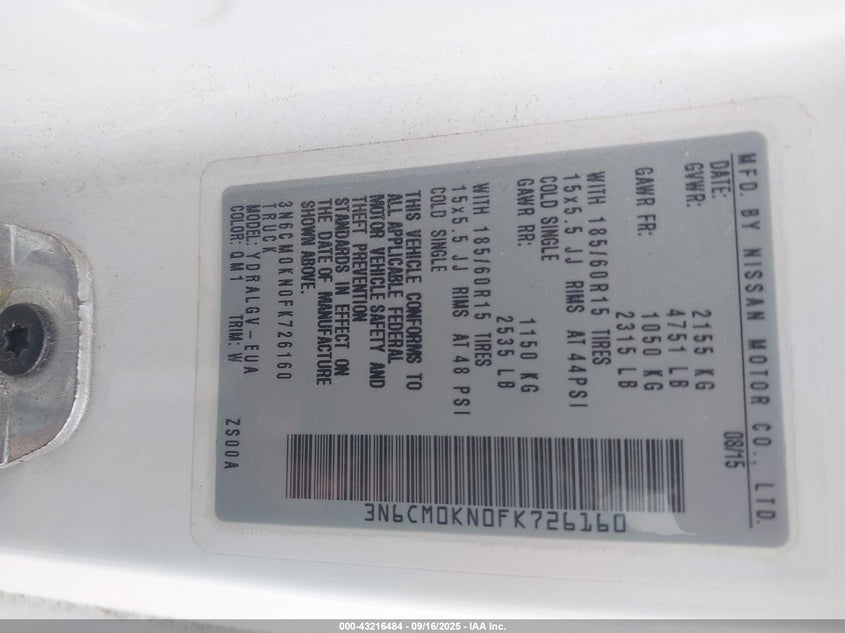 MFD. BY NISSAN MOTOR CO., LTD.
DATE: 08/15
GVWR: 2155 KG
4751 LB
GAWR FR: 1050 KG
2315 LB
WITH 185/60R15 TIRES
15x5.5 JJ RIMS AT 44PSI
COLD SINGLE
GAWR RR: 1150 KG
2535 LB
WITH 185/60R15 TIRES
15x5.5 JJ RIMS AT 48 PSI
COLD SINGLE
THIS VEHICLE CONFORMS TO
ALL APPLICABLE FEDERAL
MOTOR VEHICLE SAFETY AND
THEFT PREVENTION
STANDARDS IN EFFECT ON
THE DATE OF MANUFACTURE
SHOWN ABOVE.
3N6CM0KN0FK726160
TRUCK
MODEL: YDRALGV-EUA
COLOR: QM1 TRIM: W
ZS00A
3N6CM0KN0FK726160
000-43216484 - 09/16/2025 - IAA Inc.